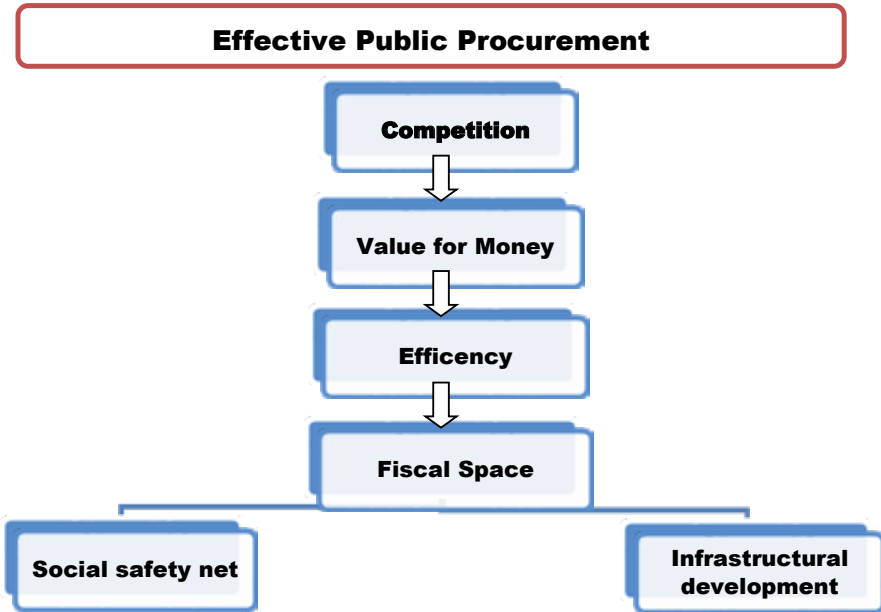 Effective Public Procurement
Competition
Value for Money
Efficency
Fiscal Space
Social safety net
Infrastructural
development